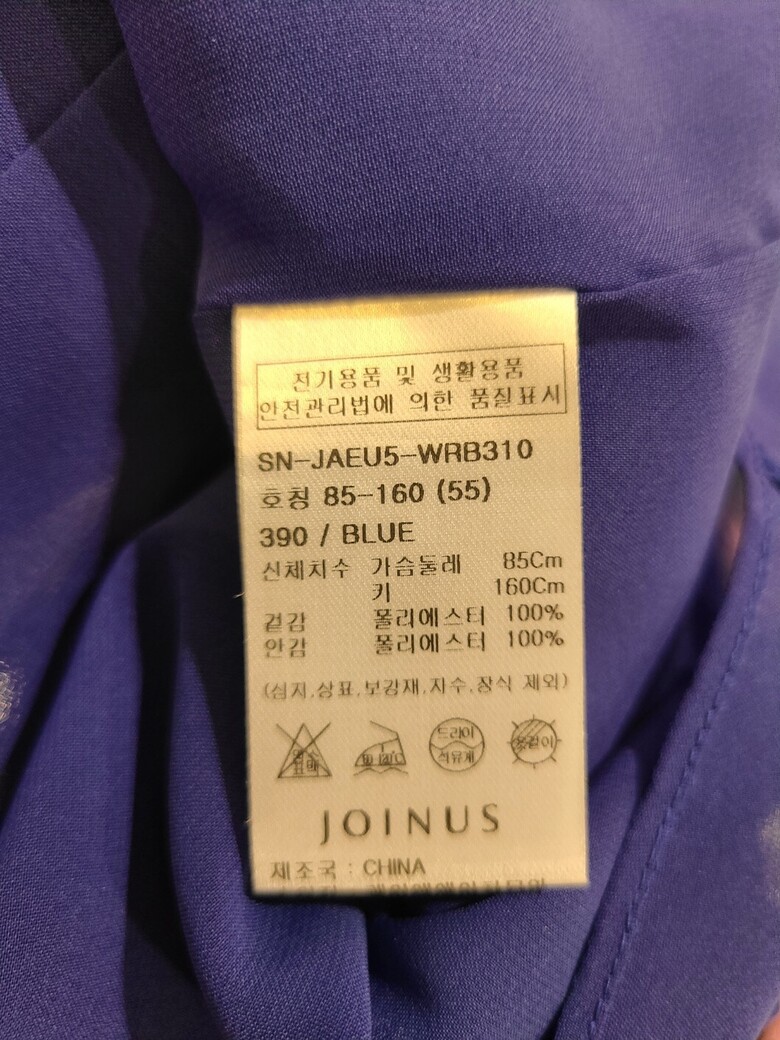 전기용품 및 생활용품
안전관리법에 의한 품질표시
SN-JAEU5-WRB310
호칭 85-160 (55)
390 / BLUE
신체치수 가슴둘레 85Cm
키 160Cm
겉감 폴리에스터 100%
안감 폴리에스터 100%
(심지,상표,보강재,자수,장식 제외)
드라이
석유계
옷걸이
JOINUS
제조국 : CHINA